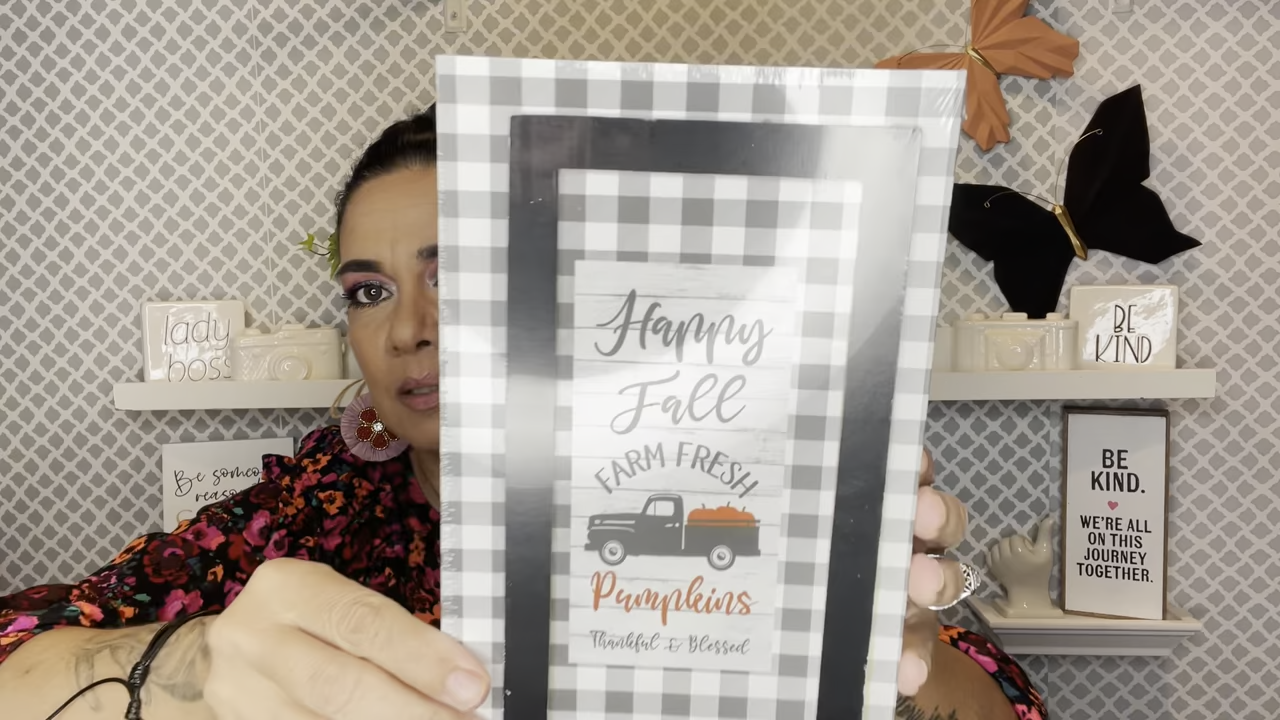 Happy
Fall
FARM FRESH
Pumpkins
Thankful & Blessed
lady
boss
Be
reaso
BE
KIND
BE
KIND.
WE'RE ALL
ON THIS
JOURNEY
TOGETHER.